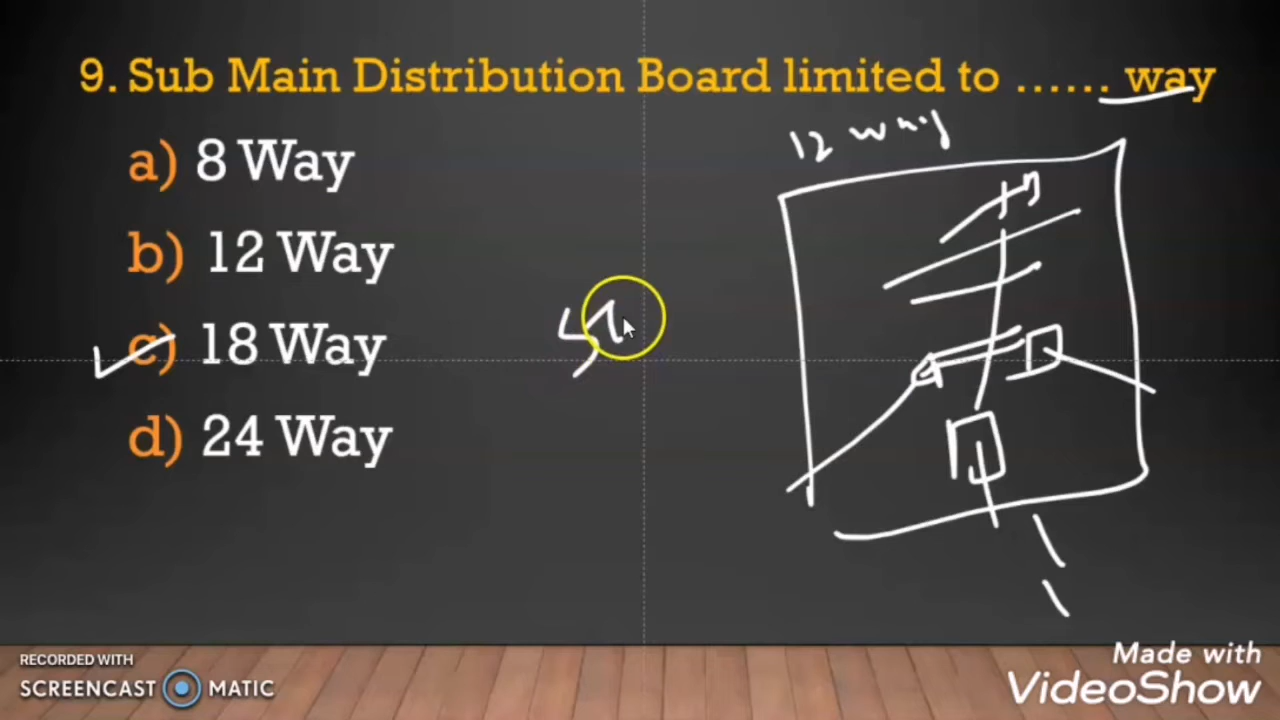 9. Sub Main Distribution Board limited to ...... way
12 way
a) 8 Way
b) 12 Way
c) 18 Way
d) 24 Way
RECORDED WITH
SCREENCAST MATIC
Made with
VideoShow